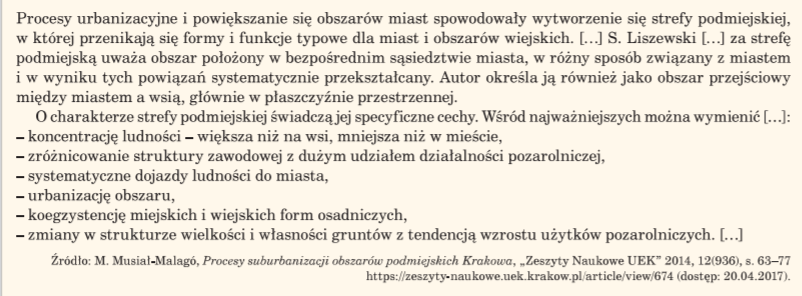 Procesy urbanizacyjne i powiększanie się obszarów miast spowodowały wytworzenie się strefy podmiejskiej,
w której przenikają się formy i funkcje typowe dla miast i obszarów wiejskich. […] S. Liszewski […] za strefę
podmiejską uważa obszar położony w bezpośrednim sąsiedztwie miasta, w różny sposób związany z miastem
i w wyniku tych powiązań systematycznie przekształcany. Autor określa ją również jako obszar przejściowy
między miastem a wsią, głównie w płaszczyźnie przestrzennej.
O charakterze strefy podmiejskiej świadczą jej specyficzne cechy. Wśród najważniejszych można wymienić […]:
– koncentrację ludności – większa niż na wsi, mniejsza niż w mieście,
– zróżnicowanie struktury zawodowej z dużym udziałem działalności pozarolniczej,
– systematyczne dojazdy ludności do miasta,
– urbanizację obszaru,
– koegzystencję miejskich i wiejskich form osadniczych,
– zmiany w strukturze wielkości i własności gruntów z tendencją wzrostu użytków pozarolniczych. […]
Źródło: M. Musiał-Malagó, Procesy suburbanizacji obszarów podmiejskich Krakowa, „Zeszyty Naukowe UEK” 2014, 12(936), s. 63–77
https://zeszyty-naukowe.uek.krakow.pl/article/view/674 (dostęp: 20.04.2017).